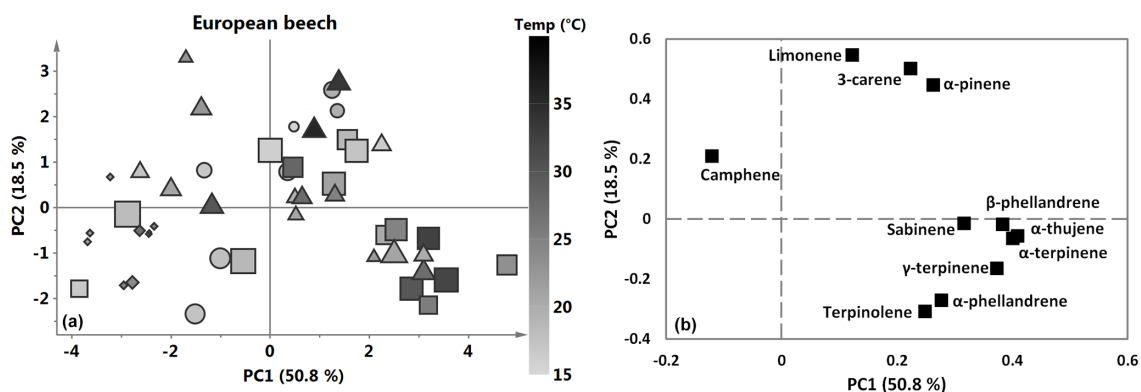 European beech
Temp (°C)
PC2 (18.5 %)
3
2
1
0
-1
-2
(a)
-4
-2
0
2
4
PC1 (50.8 %)
35
30
25
20
15
PC2 (18.5 %)
0.6
0.4
0.2
0
-0.2
-0.4
Limonene
3-carene
α-pinene
Camphene
β-phellandrene
Sabinene
α-thujene
α-terpinene
γ-terpinene
α-phellandrene
Terpinolene
(b)
-0.2
0
0.2
0.4
0.6
PC1 (50.8 %)